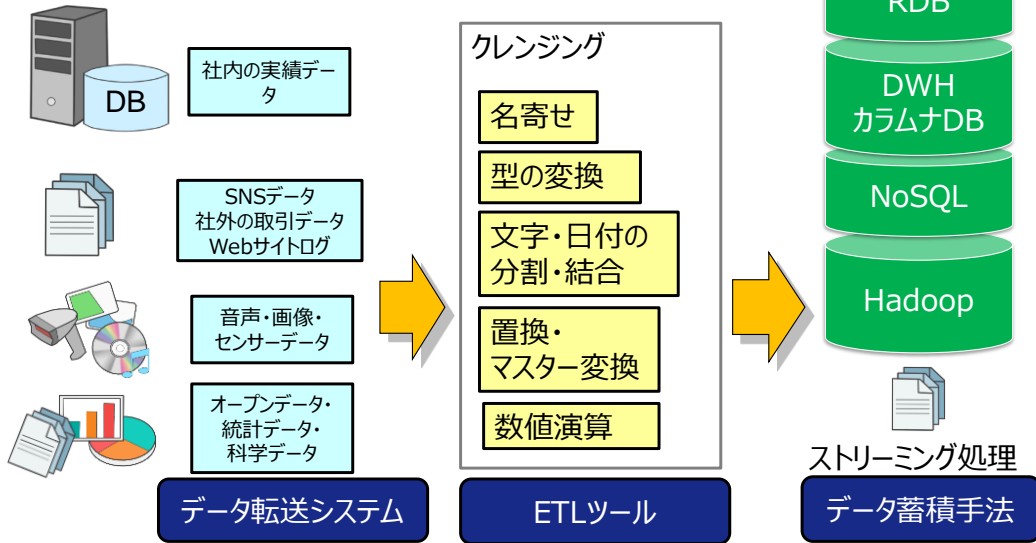 DB
社内の実績デー
タ
SNSデータ
社外の取引データ
Webサイトログ
音声・画像・
センサーデータ
オープンデータ・
統計データ・
科学データ
データ転送システム
クレンジング
名寄せ
型の変換
文字・日付の
分割・結合
置換・
マスター変換
数値演算
ETLツール
RDB
DWH
カラムナDB
NoSQL
Hadoop
ストリーミング処理
データ蓄積手法